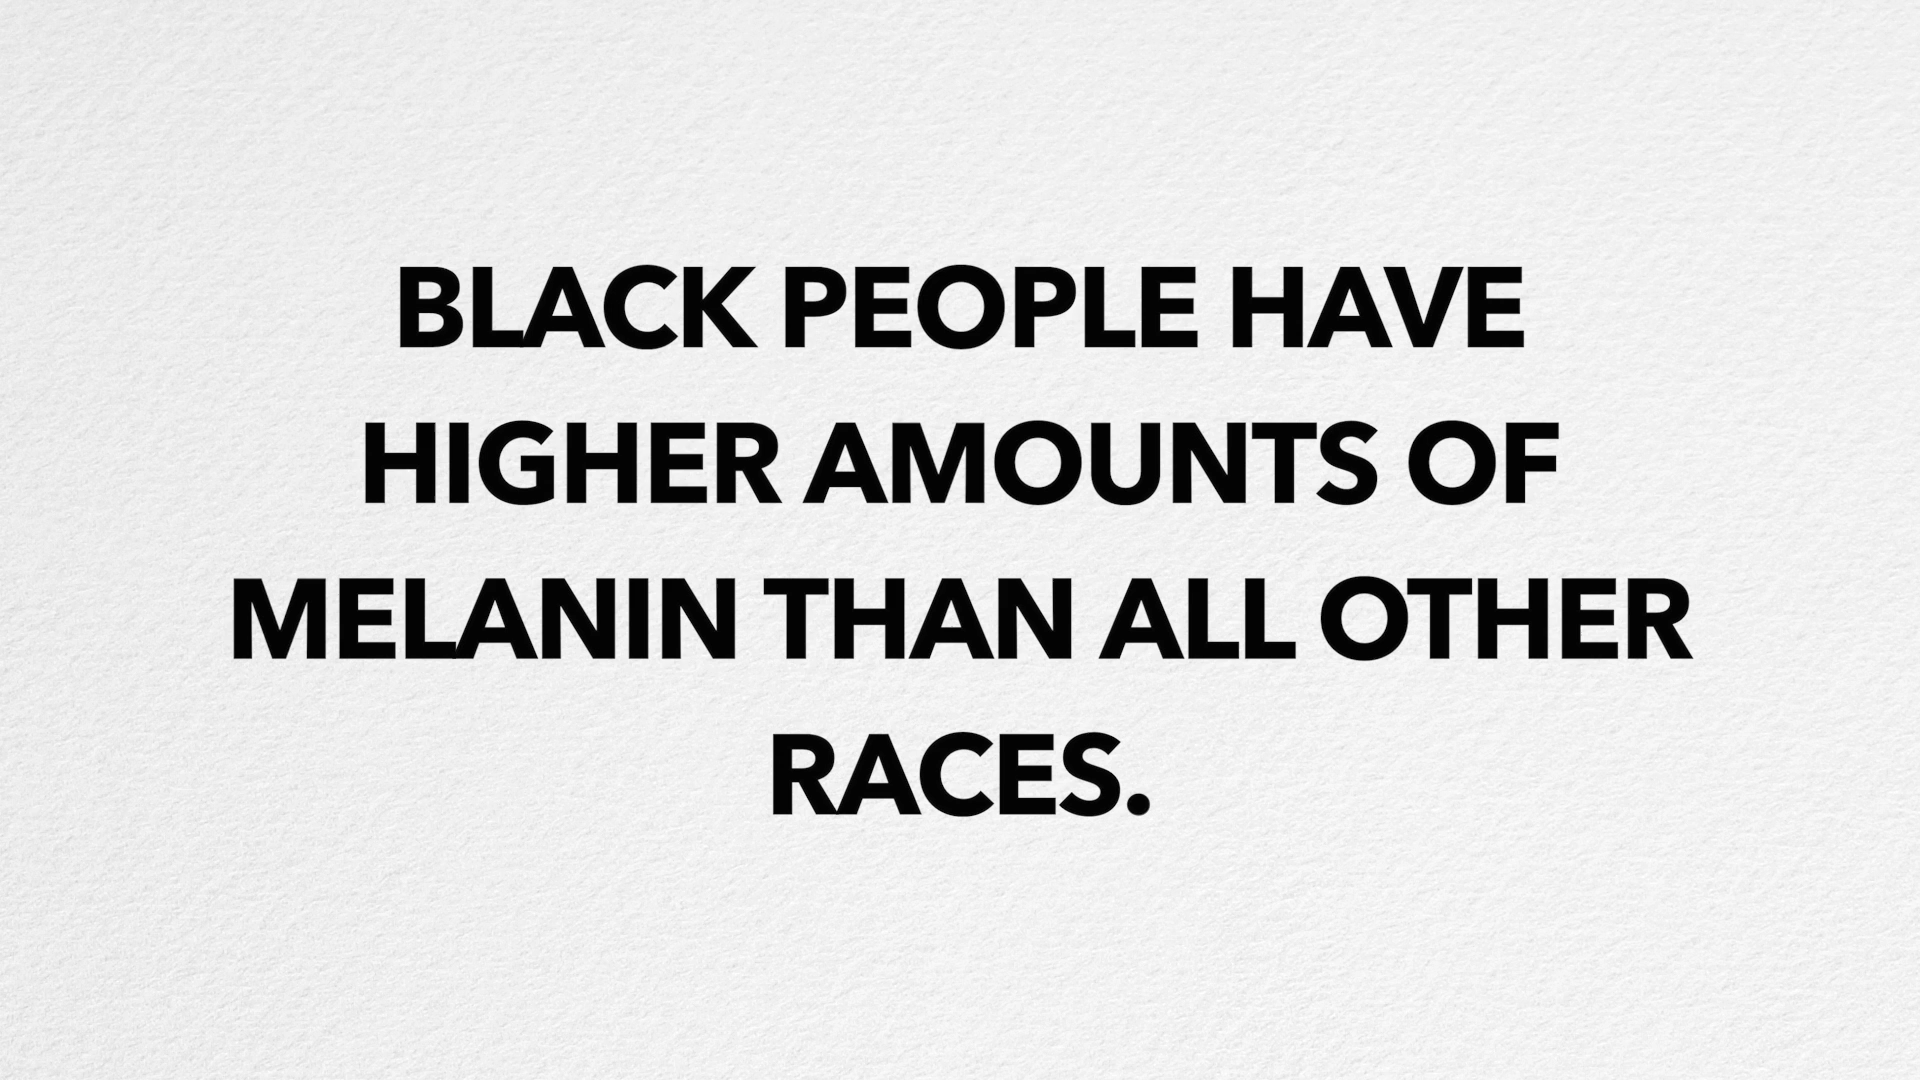 BLACK PEOPLE HAVE
HIGHER AMOUNTS OF
MELANIN THAN ALL OTHER
RACES.